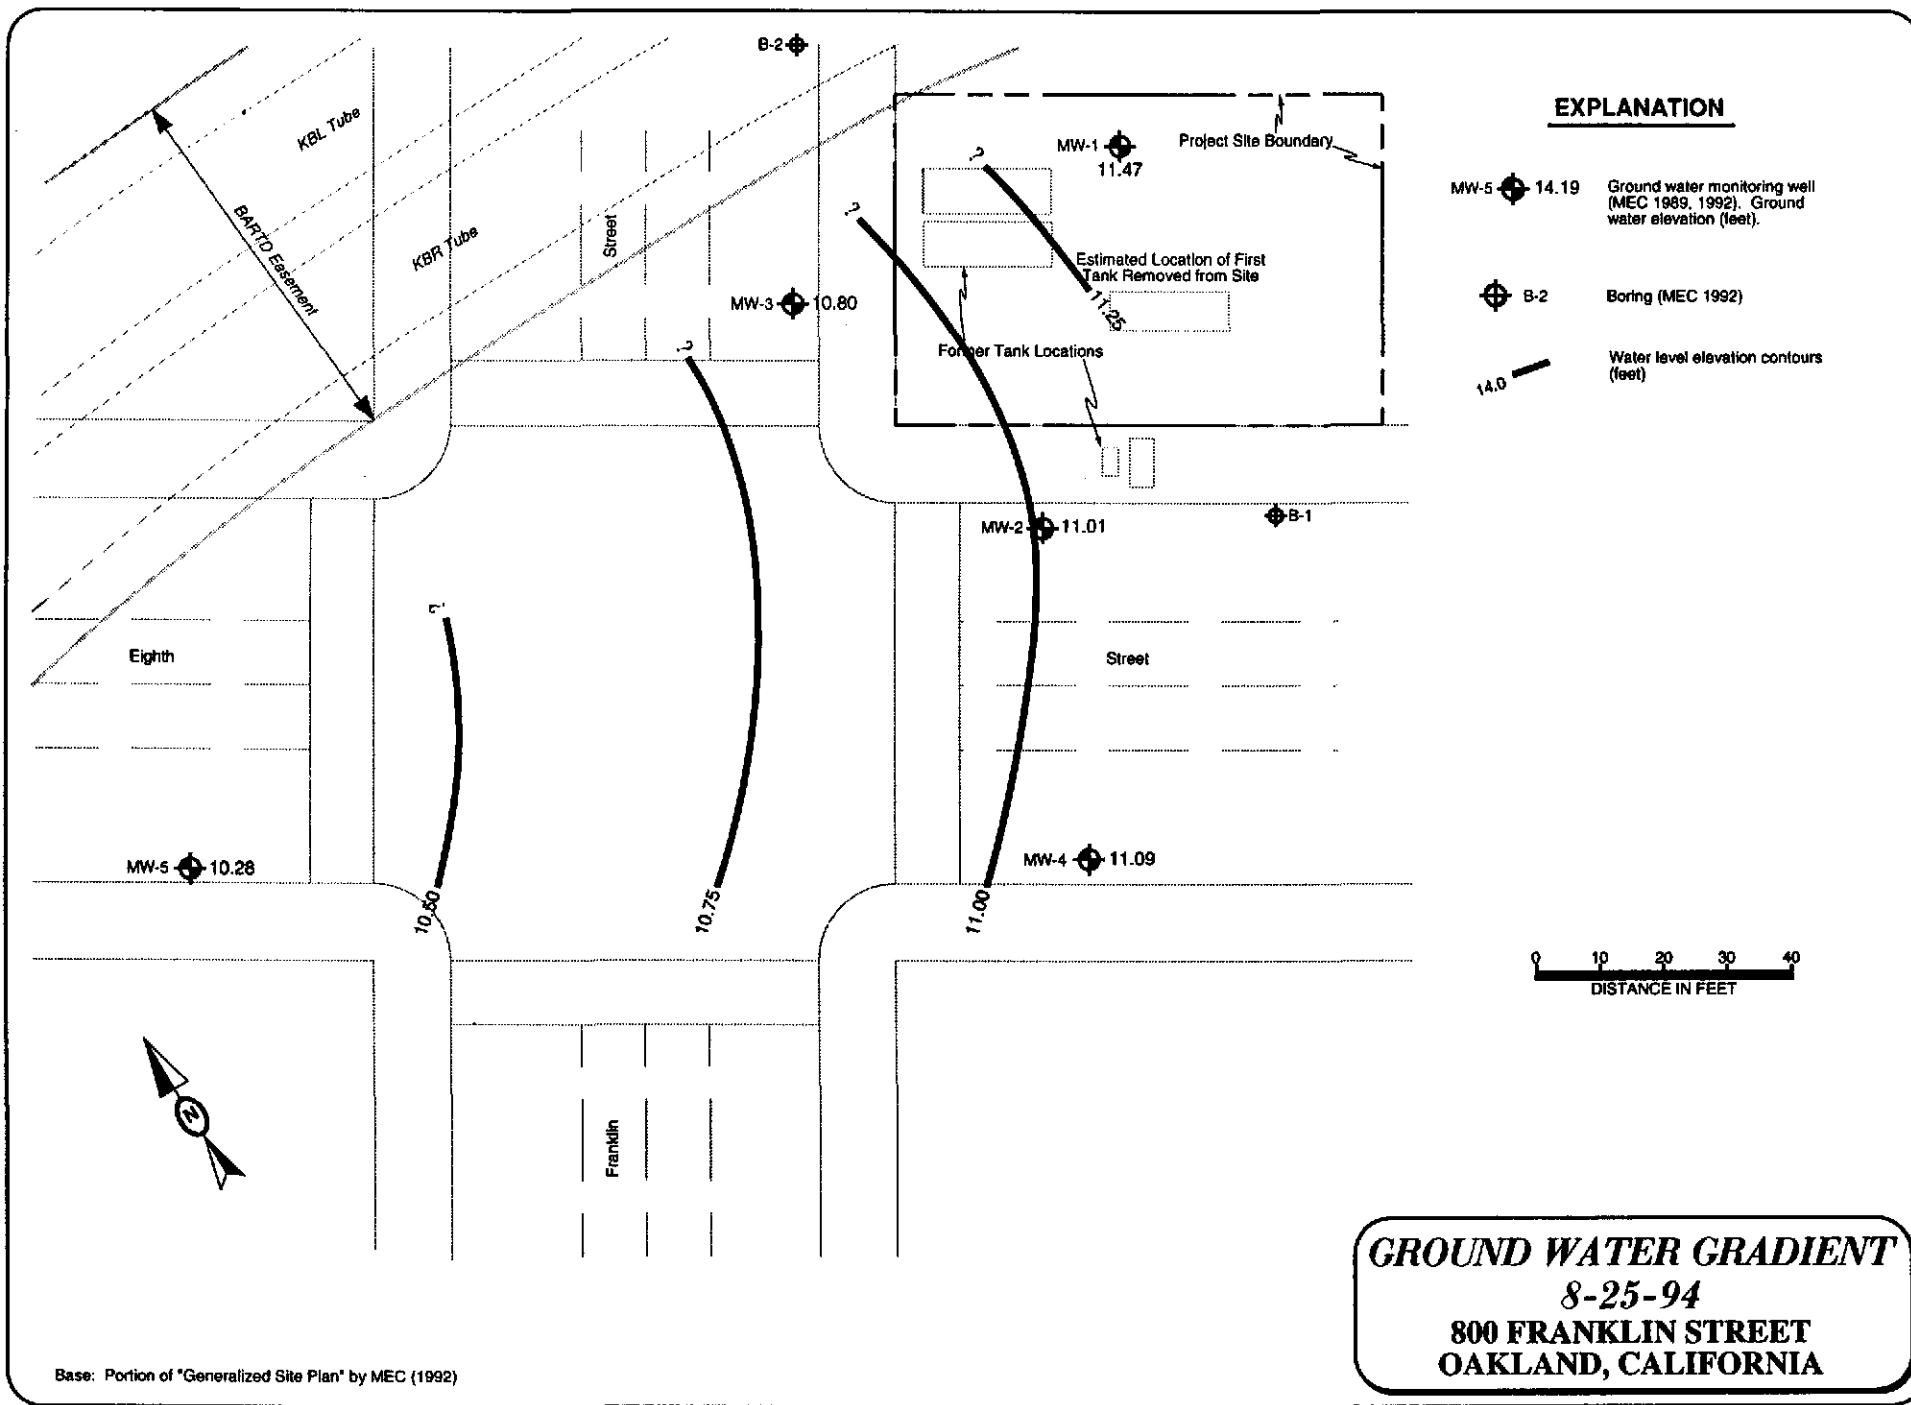 B-2
KBL Tube
BARTD Easement
KBR Tube
Street
MW-3 10.80
?
?
?
?
MW-1
11.47
Project Site Boundary
Estimated Location of First
Tank Removed from Site
11.25
Former Tank Locations
MW-2 11.01
B-1
Eighth
Street
MW-5 10.28
MW-4 11.09
10.50
10.75
11.00
Franklin
N
EXPLANATION
MW-5 14.19
Ground water monitoring well
(MEC 1989, 1992). Ground
water elevation (feet).
B-2
Boring (MEC 1992)
14.0
Water level elevation contours
(feet)
0 10 20 30 40
DISTANCE IN FEET
GROUND WATER GRADIENT
8-25-94
800 FRANKLIN STREET
OAKLAND, CALIFORNIA
Base: Portion of "Generalized Site Plan" by MEC (1992)